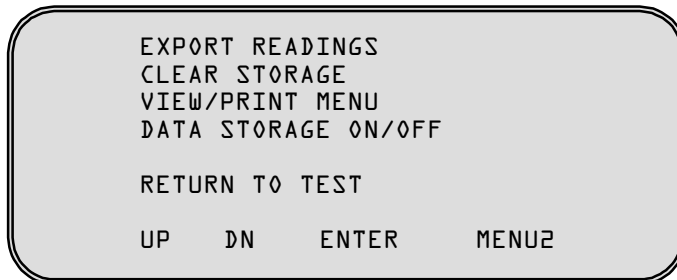 EXPORT READINGS
CLEAR STORAGE
VIEW/PRINT MENU
DATA STORAGE ON/OFF
RETURN TO TEST
UP DN ENTER MENU2